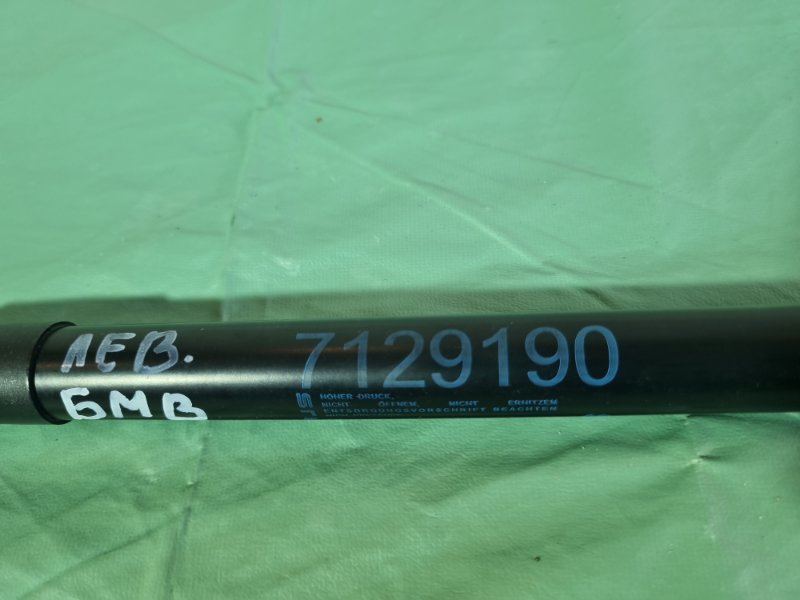 ЛЕВ.
БМВ
7129190
HOHER DRUCK,
NICHT ÖFFNEN, NICHT ERHITZEN
ENTSORGUNGSVORSCHRIFT BEACHTEN